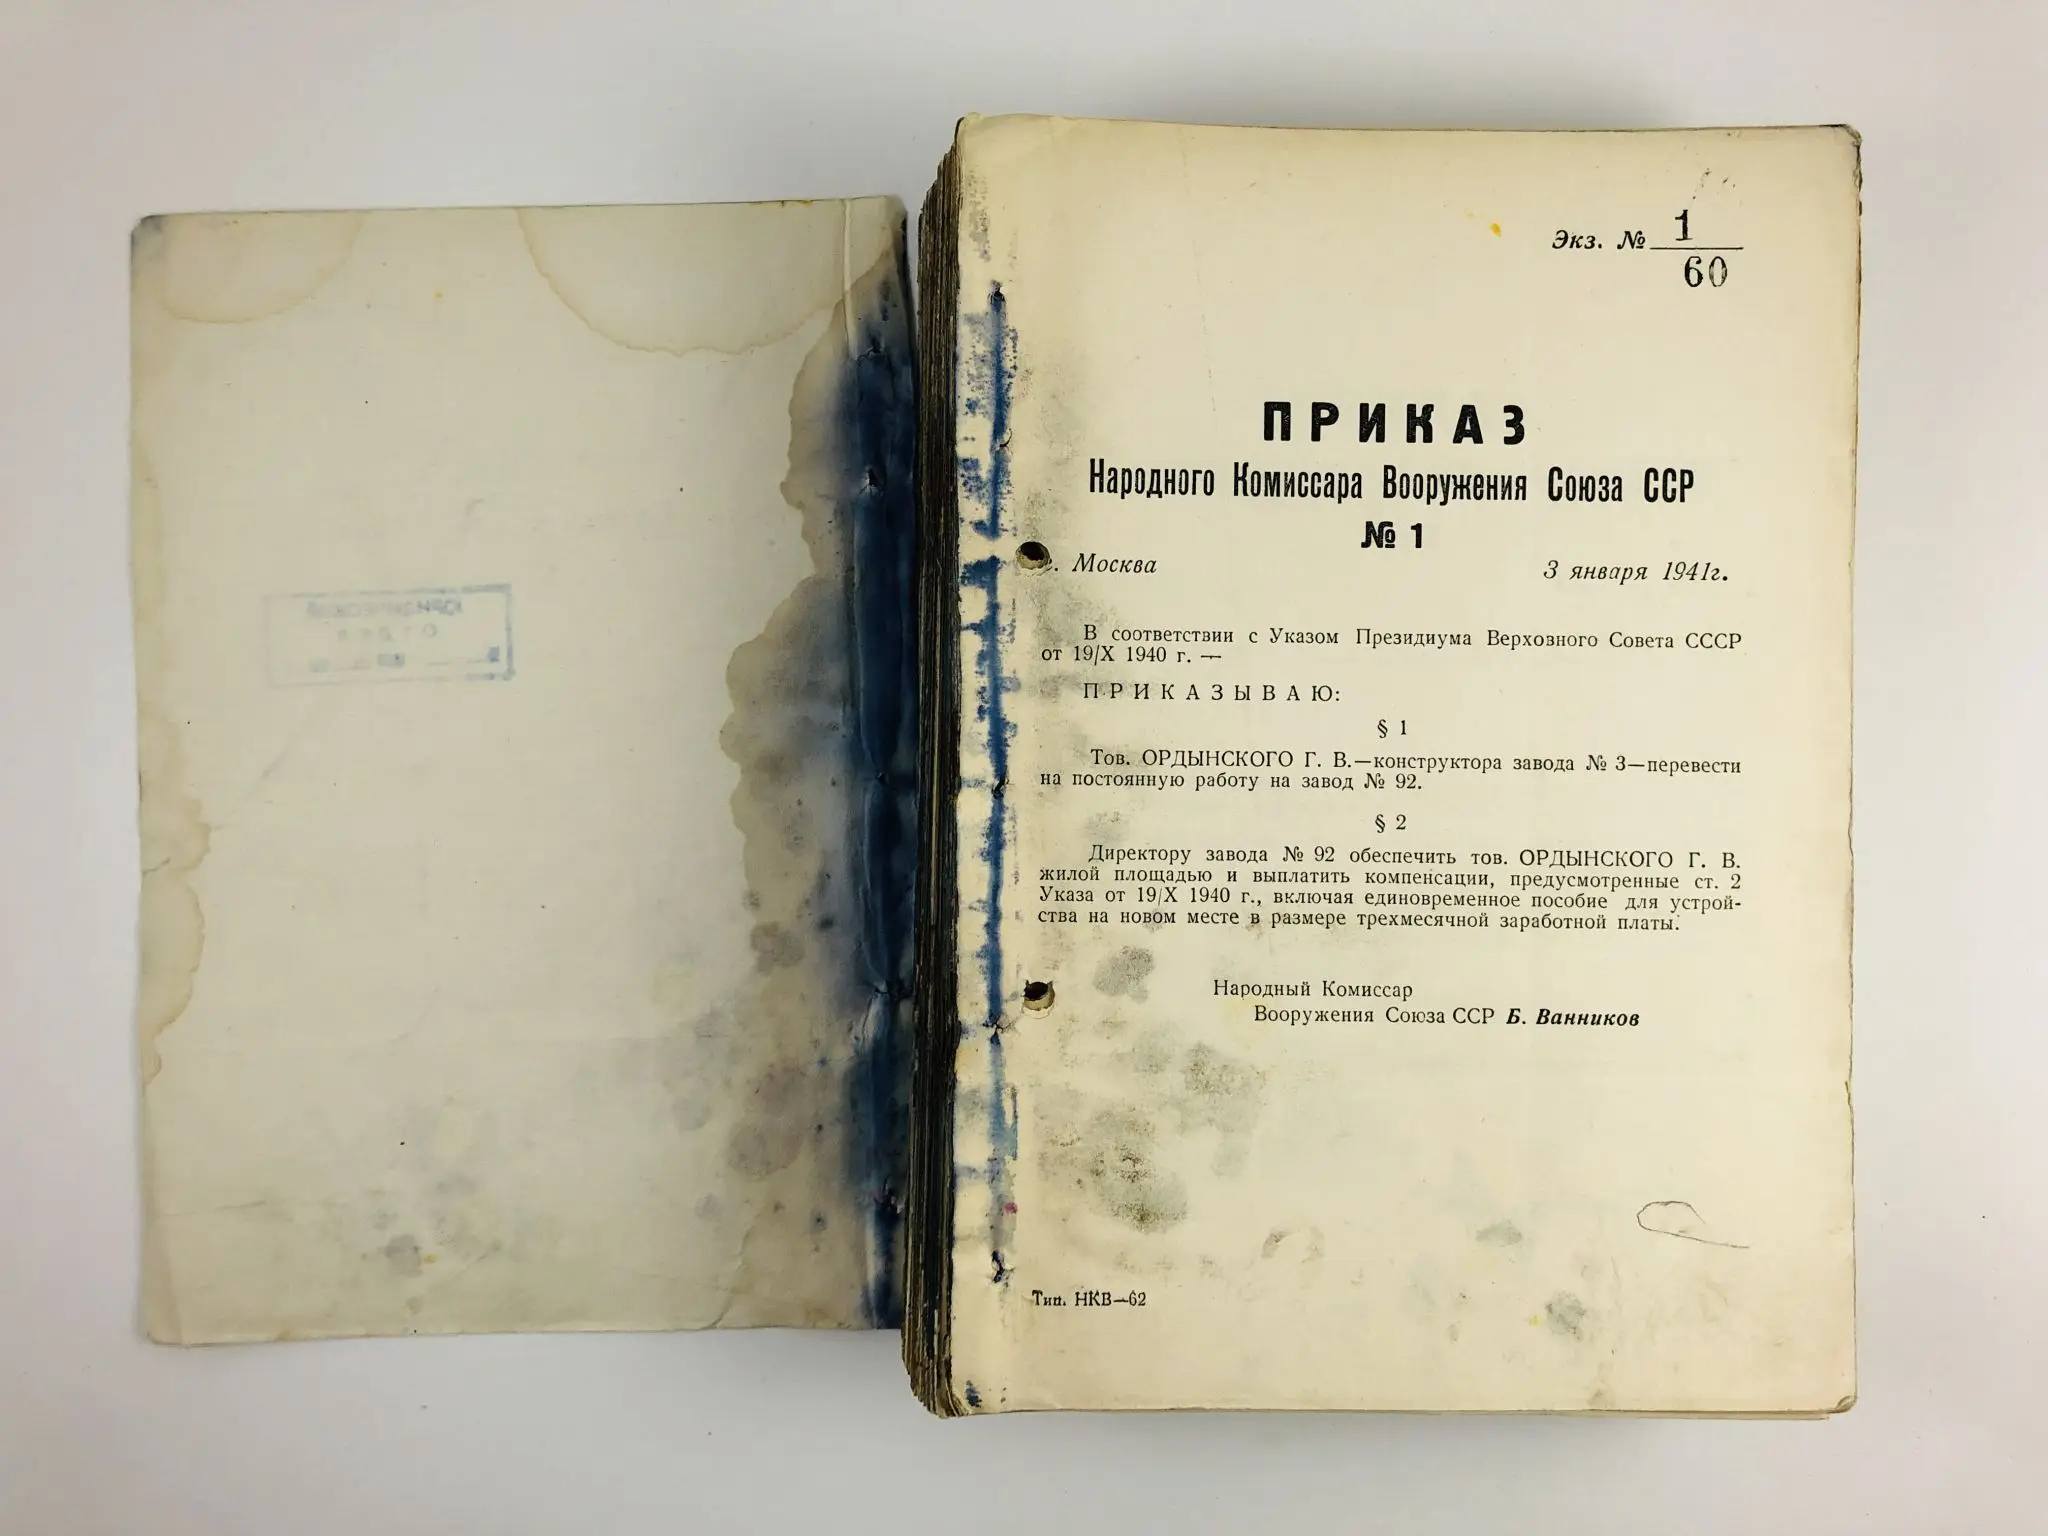 Экз. № 1
60
ПРИКАЗ
Народного Комиссара Вооружения Союза ССР
№ 1
г. Москва 3 января 1941г.
В соответствии с Указом Президиума Верховного Совета СССР
от 19/X 1940 г. —
ПРИКАЗЫВАЮ:
§ 1
Тов. ОРДЫНСКОГО Г. В.—конструктора завода № 3—перевести
на постоянную работу на завод № 92.
§ 2
Директору завода № 92 обеспечить тов. ОРДЫНСКОГО Г. В.
жилой площадью и выплатить компенсации, предусмотренные ст. 2
Указа от 19/X 1940 г., включая единовременное пособие для устрой-
ства на новом месте в размере трехмесячной заработной платы.
Народный Комиссар
Вооружения Союза ССР Б. Ванников
Тип. НКВ—62